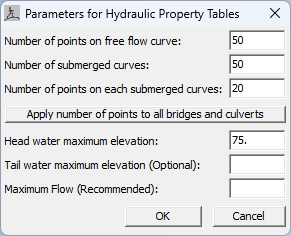 Parameters for Hydraulic Property Tables
Number of points on free flow curve: 50
Number of submerged curves: 50
Number of points on each submerged curves: 20
Apply number of points to all bridges and culverts
Head water maximum elevation: 75.
Tail water maximum elevation (Optional):
Maximum Flow (Recommended):
OK Cancel